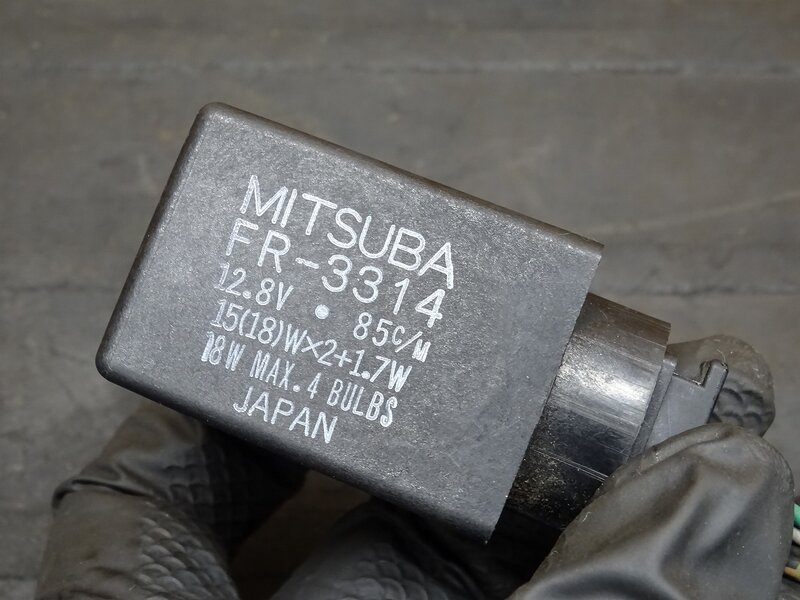 MITSUBA
FR-3314
12.8V • 85c/M
15(18)W×2+1.7W
18W MAX. 4 BULBS
JAPAN